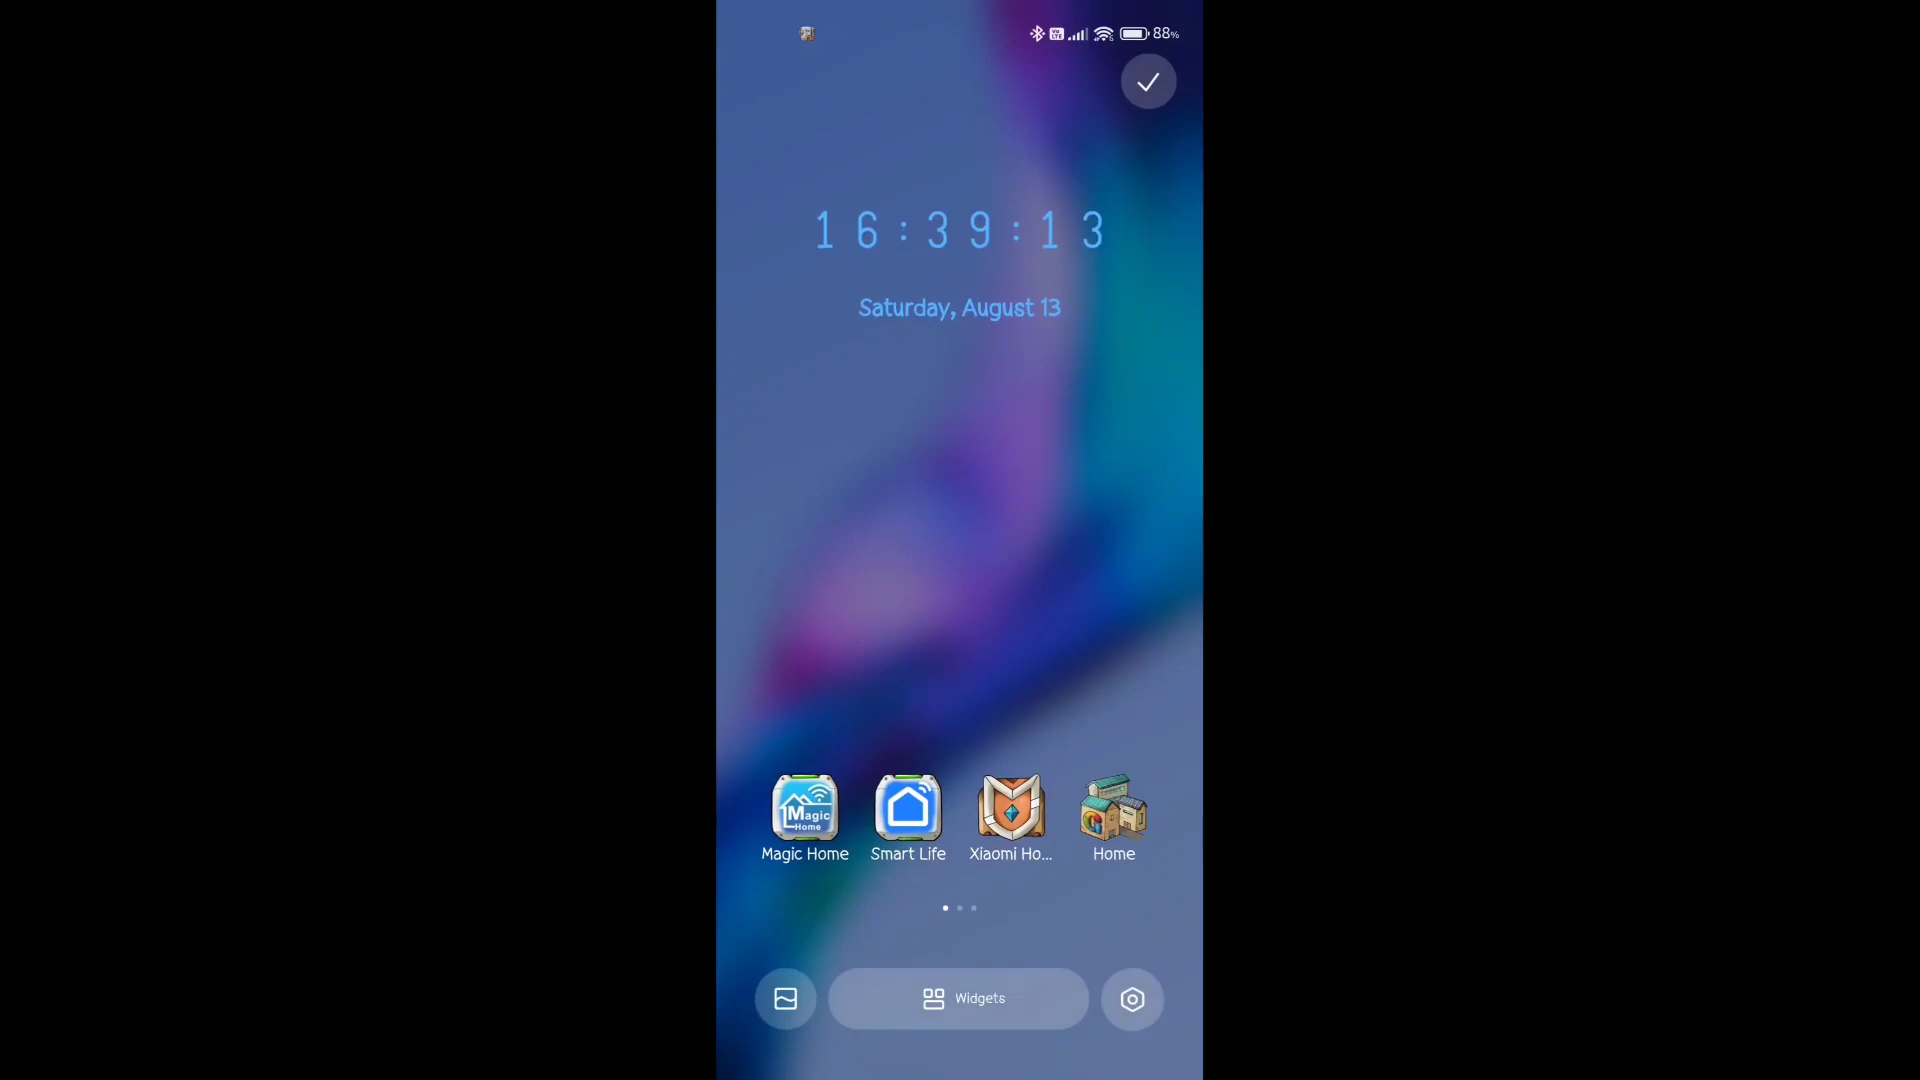 88%
16:39:13
Saturday, August 13
Magic Home
Magic Home Smart Life Xiaomi Ho... Home
Widgets